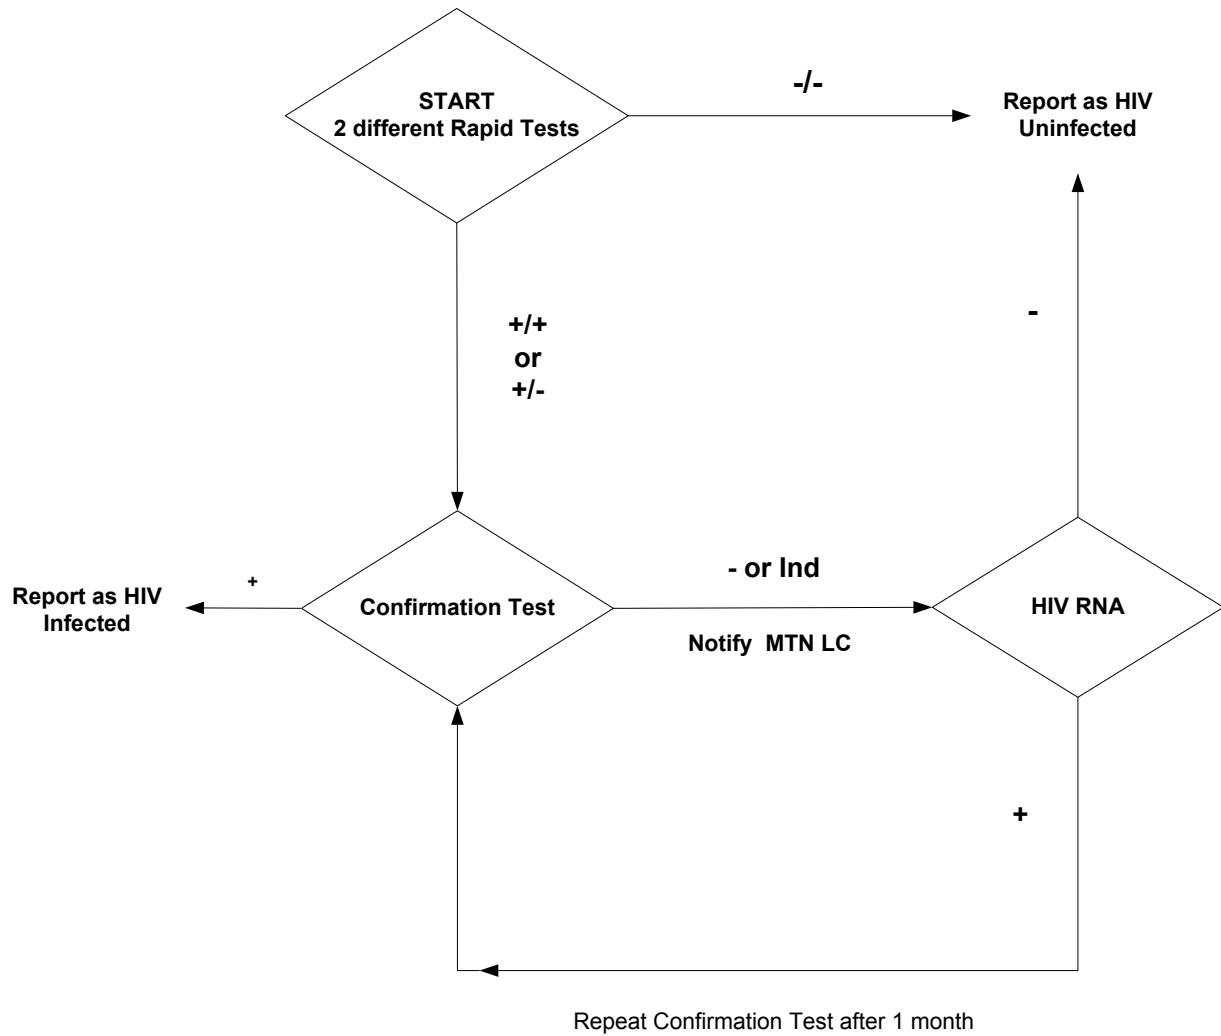 START
2 different Rapid Tests
-/-
Report as HIV
Uninfected
+/+
or
+/-
-
Report as HIV
Infected
+
Confirmation Test
- or Ind
Notify MTN LC
HIV RNA
+
Repeat Confirmation Test after 1 month